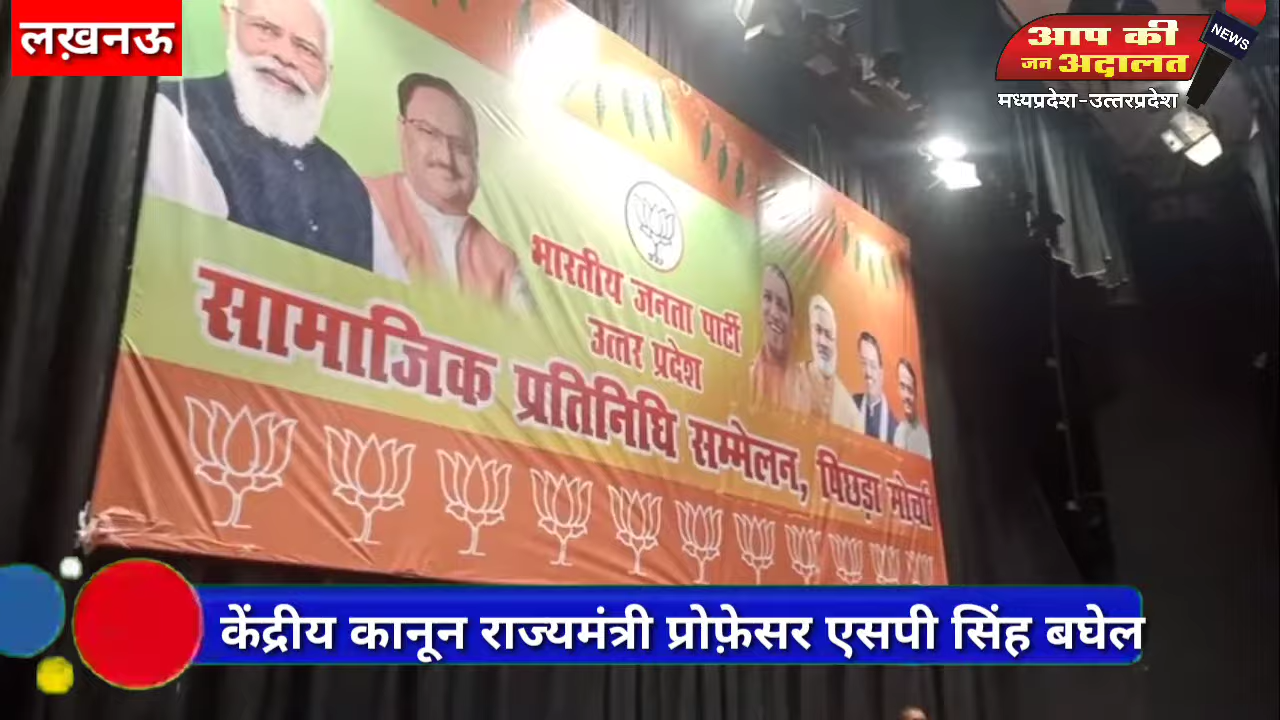 लख़नऊ
आप की
जन अदालत
NEWS
मध्यप्रदेश-उत्तरप्रदेश
भारतीय जनता पार्टी
उत्तर प्रदेश
सामाजिक प्रतिनिधि सम्मेलन, पिछड़ा मोर्चा
केंद्रीय कानून राज्यमंत्री प्रोफ़ेसर एसपी सिंह बघेल